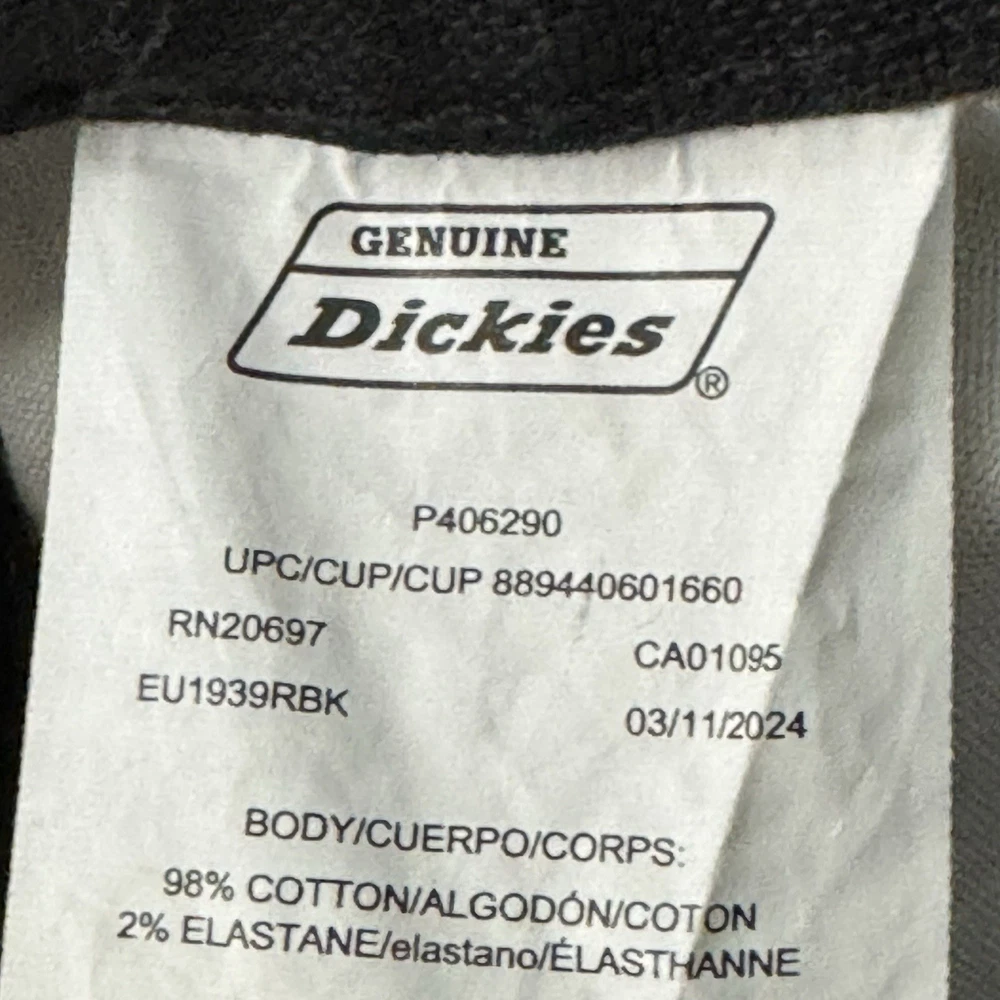 GENUINE
Dickies
®
P406290
UPC/CUP/CUP 889440601660
RN20697 CA01095
EU1939RBK 03/11/2024
BODY/CUERPO/CORPS:
98% COTTON/ALGODÓN/COTON
2% ELASTANE/elastano/ÉLASTHANNE